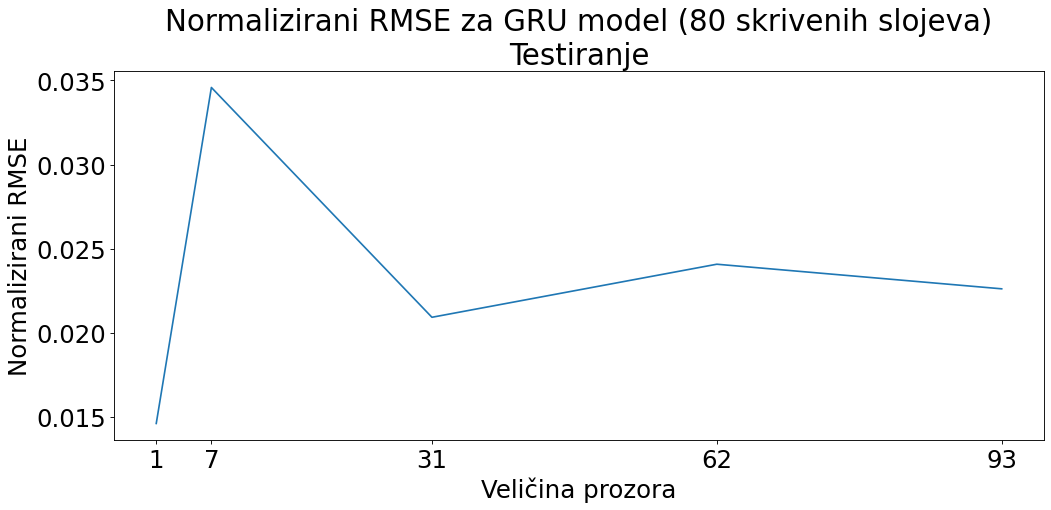 Normalizirani RMSE za GRU model (80 skrivenih slojeva)
Testiranje
Normalizirani RMSE
0.035
0.030
0.025
0.020
0.015
1 7 31 62 93
Veličina prozora